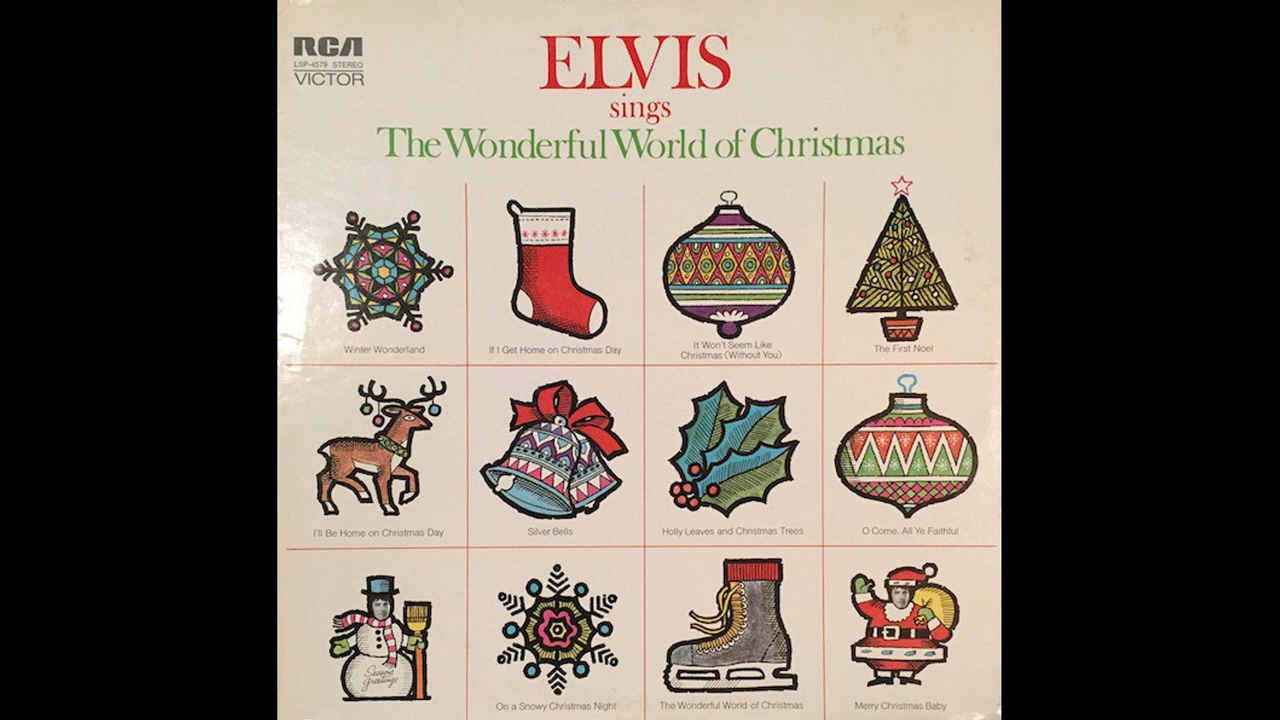 RCA
LSP-4579 STEREO
VICTOR
ELVIS
sings
The Wonderful World of Christmas
Winter Wonderland
If I Get Home on Christmas Day
It Won't Seem Like
Christmas (Without You)
The First Noel
I'll Be Home on Christmas Day
Silver Bells
Holly Leaves and Christmas Trees
O Come, All Ye Faithful
Season's
Greetings
On a Snowy Christmas Night
The Wonderful World of Christmas
Merry Christmas Baby